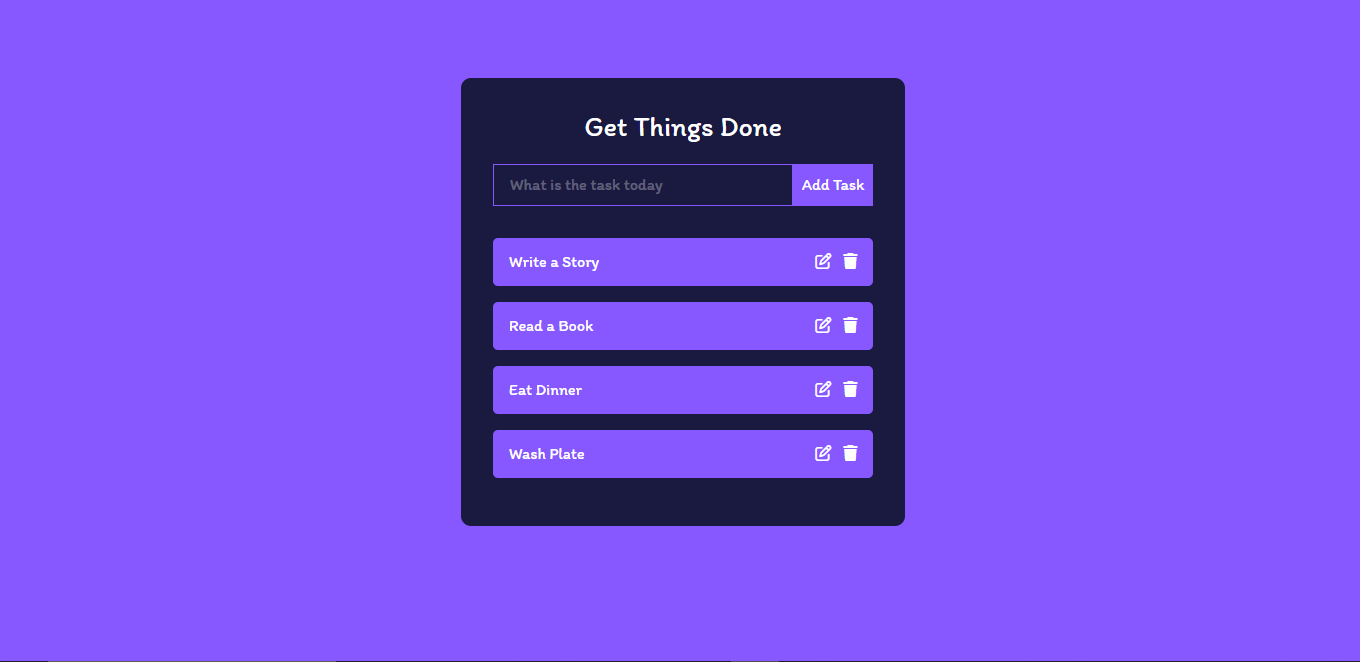 Get Things Done
What is the task today
Add Task
Write a Story
Read a Book
Eat Dinner
Wash Plate